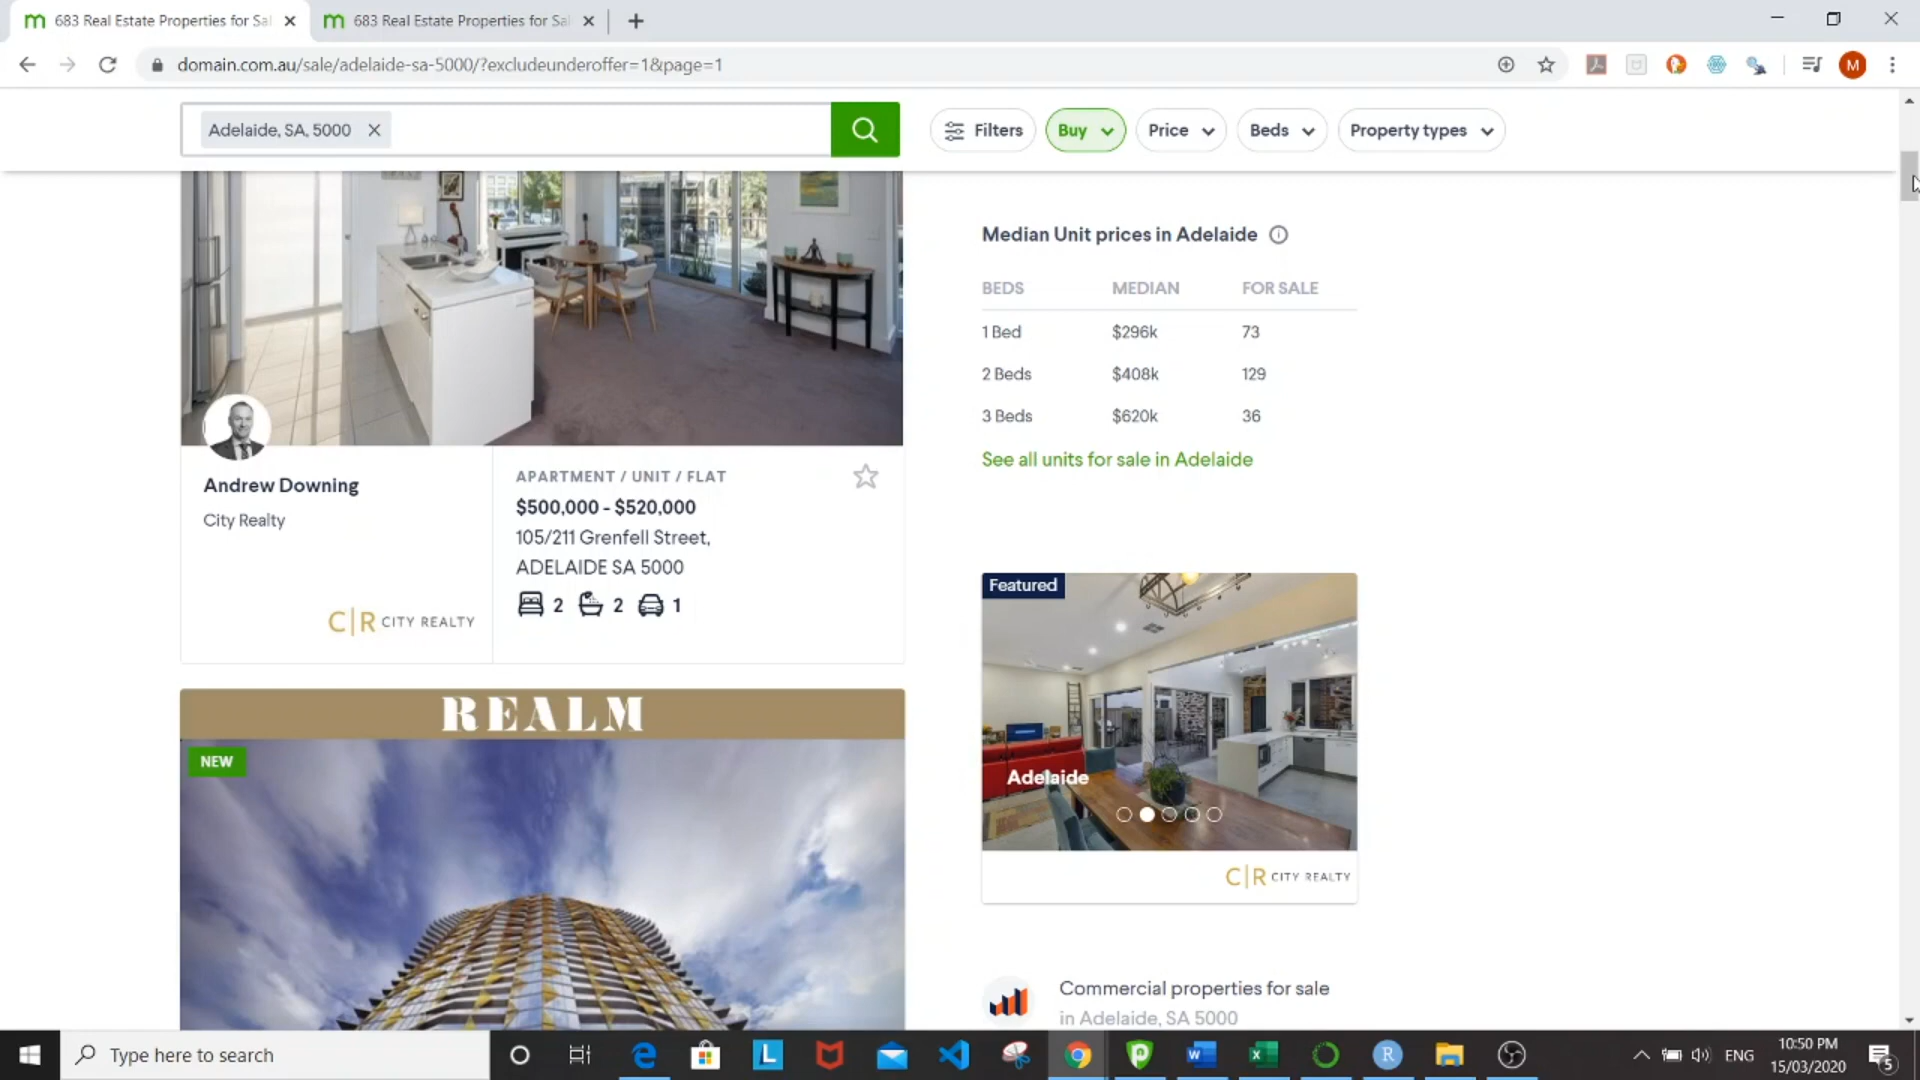 683 Real Estate Properties for Sal
683 Real Estate Properties for Sal
domain.com.au/sale/adelaide-sa-5000/?excludeunderoffer=1&page=1
M
Adelaide, SA, 5000
Filters
Buy
Price
Beds
Property types
Median Unit prices in Adelaide
BEDS MEDIAN FOR SALE
1 Bed $296k 73
2 Beds $408k 129
3 Beds $620k 36
See all units for sale in Adelaide
Andrew Downing
City Realty
C|R CITY REALTY
APARTMENT / UNIT / FLAT
$500,000 - $520,000
105/211 Grenfell Street,
ADELAIDE SA 5000
2 2 1
Featured
Adelaide
C|R CITY REALTY
REALM
NEW
Commercial properties for sale
in Adelaide, SA 5000
Type here to search
ENG
10:50 PM
15/03/2020
5